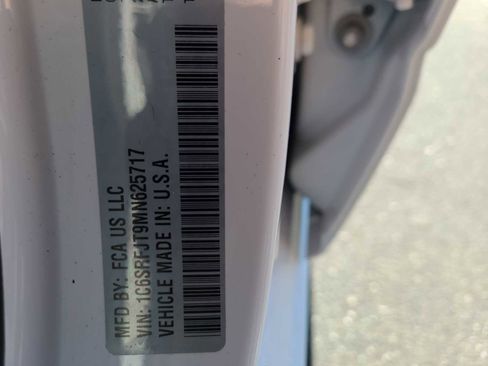 MFD BY: FCA US LLC
VIN: 1C6SRFJT9MN625717
VEHICLE MADE IN: U.S.A.